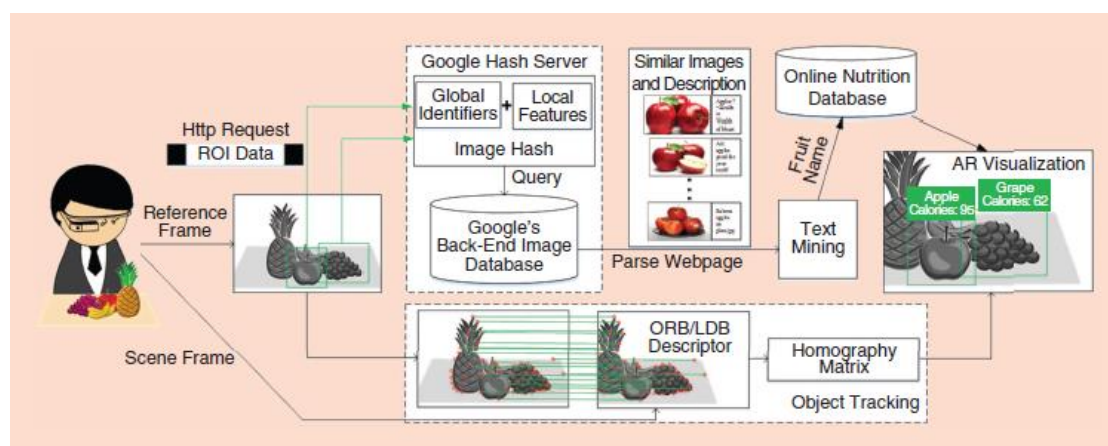 Google Hash Server
Global
Identifiers
+
Local
Features
Image Hash
Query
Google's
Back-End Image
Database
Http Request
ROI Data
Reference
Frame
Scene Frame
Similar Images
and Description
Parse Webpage
Text
Mining
Fruit
Name
Online Nutrition
Database
AR Visualization
Apple
Calories: 95
Grape
Calories: 62
ORB/LDB
Descriptor
Homography
Matrix
Object Tracking